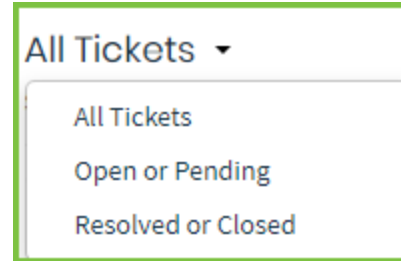 All Tickets
All Tickets
Open or Pending
Resolved or Closed